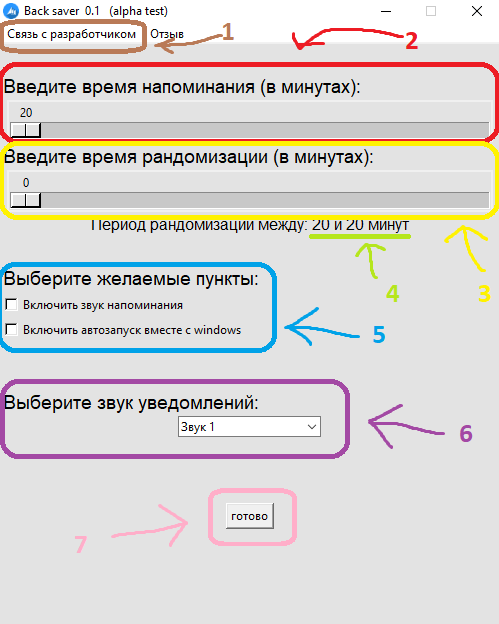 Back saver 0.1 (alpha test)
Связь с разработчиком Отзыв 1
2
Введите время напоминания (в минутах):
20
Введите время рандомизации (в минутах):
0
Период рандомизации между: 20 и 20 минут
3
4
Выберите желаемые пункты:
Включить звук напоминания
Включить автозапуск вместе с windows
5
Выберите звук уведомлений:
Звук 1
6
готово
7